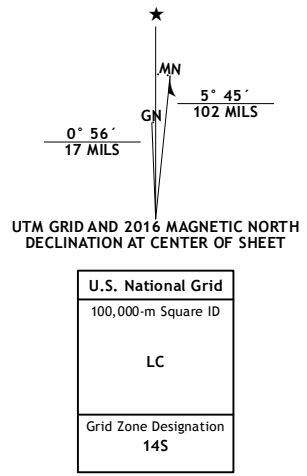 MN
GN
5° 45´
102 MILS
0° 56´
17 MILS
UTM GRID AND 2016 MAGNETIC NORTH
DECLINATION AT CENTER OF SHEET
U.S. National Grid
100,000-m Square ID
LC
Grid Zone Designation
14S